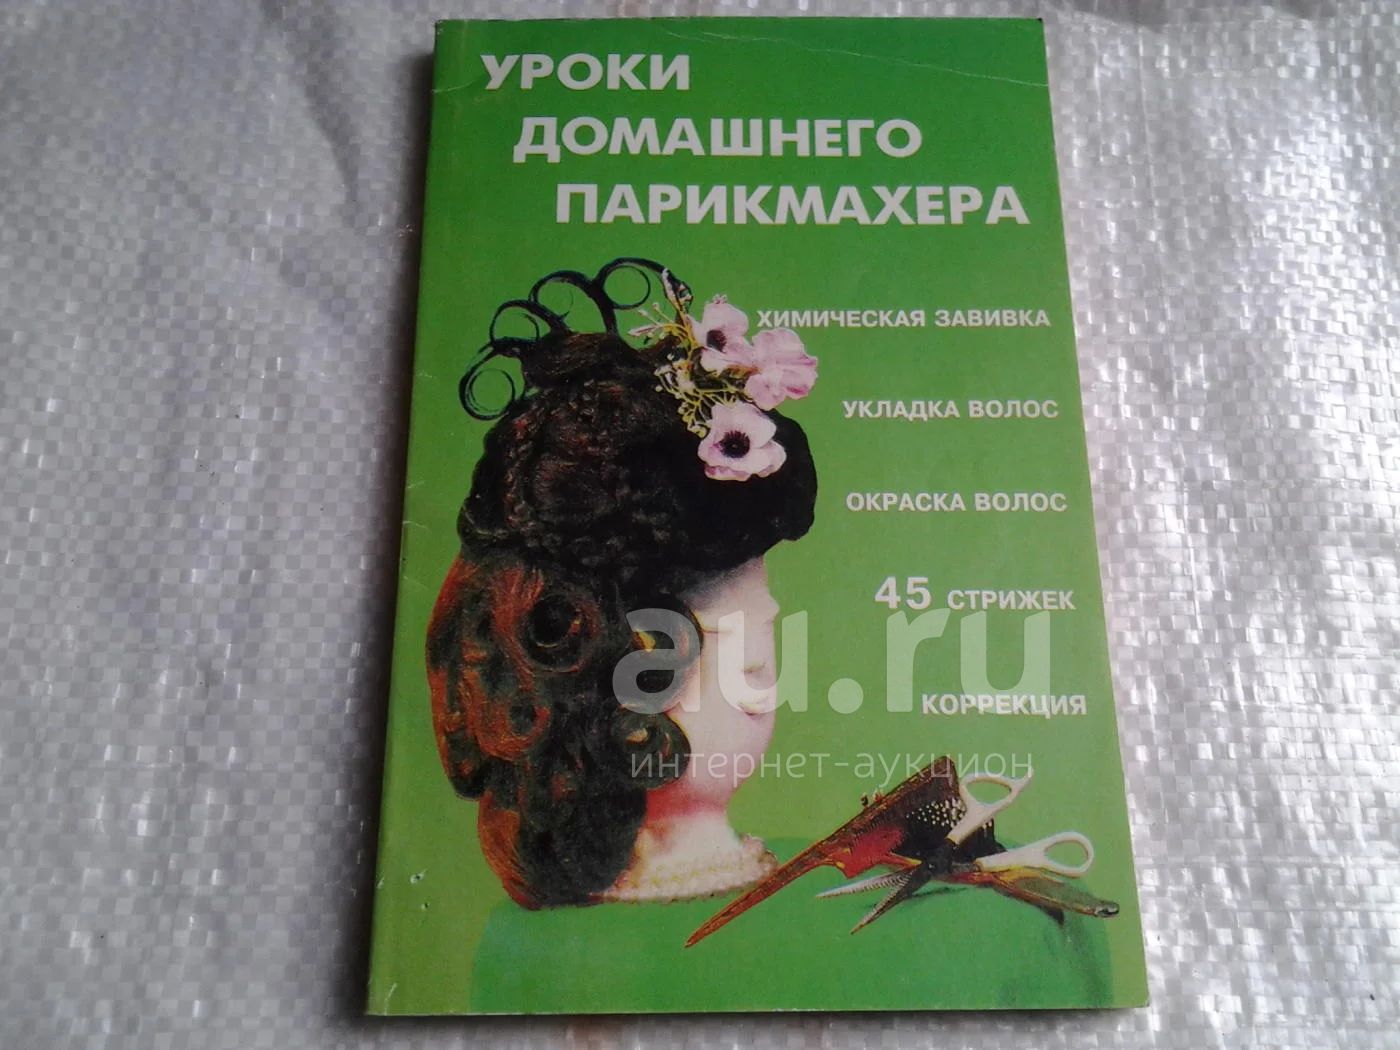 УРОКИ
ДОМАШНЕГО
ПАРИКМАХЕРА
ХИМИЧЕСКАЯ ЗАВИВКА
УКЛАДКА ВОЛОС
ОКРАСКА ВОЛОС
45 СТРИЖЕК
au.ru
КОРРЕКЦИЯ
интернет-аукцион